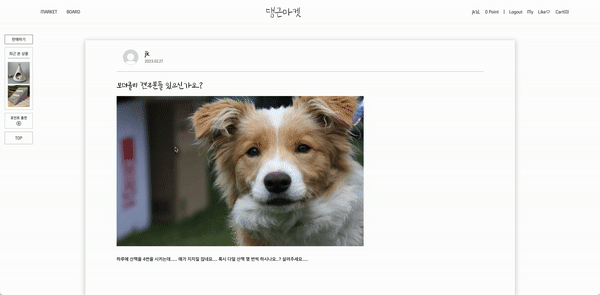 MARKET BOARD
댕근마켓
jk님 0 Point | Logout My Like♡ Cart(0)
판매하기
최근 본 상품
포인트 충전
TOP
jk
2023.02.27
보더콜리 견주분들 있으신가요..?
하루에 산책을 4번을 시키는데..... 애가 지치질 않네요.... 혹시 다덜 산책 몇 번씩 하시나요..? 살려주세요.....